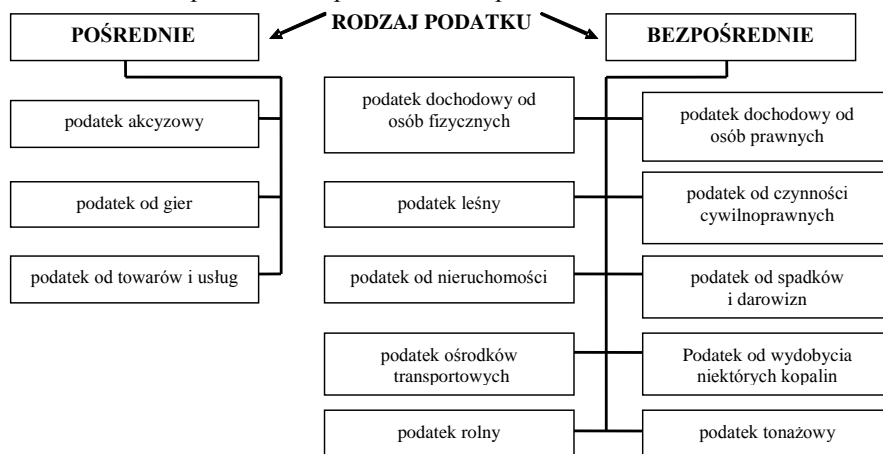 RODZAJ PODATKU
POŚREDNIE
BEZPOŚREDNIE
podatek akcyzowy
podatek od gier
podatek od towarów i usług
podatek dochodowy od
osób fizycznych
podatek dochodowy od
osób prawnych
podatek leśny
podatek od czynności
cywilnoprawnych
podatek od nieruchomości
podatek od spadków
i darowizn
podatek ośrodków
transportowych
Podatek od wydobycia
niektórych kopalin
podatek rolny
podatek tonażowy